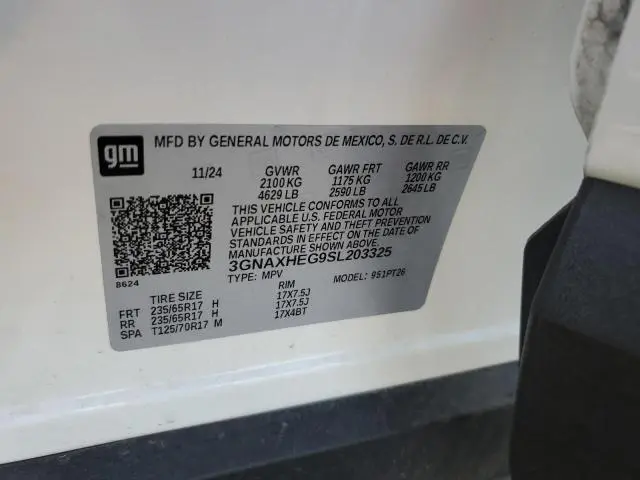 gm
MFD BY GENERAL MOTORS DE MEXICO, S. DE R.L. DE C.V.
11/24 GVWR GAWR FRT GAWR RR
2100 KG 1175 KG 1200 KG
4629 LB 2590 LB 2645 LB
THIS VEHICLE CONFORMS TO ALL
APPLICABLE U.S. FEDERAL MOTOR
VEHICLE SAFETY AND THEFT PREVENTION
STANDARDS IN EFFECT ON THE DATE OF
MANUFACTURE SHOWN ABOVE.
3GNAXHEG9SL203325
8624
TYPE: MPV MODEL: 951PT26
TIRE SIZE RIM
FRT 235/65R17 H 17X7.5J
RR 235/65R17 H 17X7.5J
SPA T125/70R17 M 17X4BT